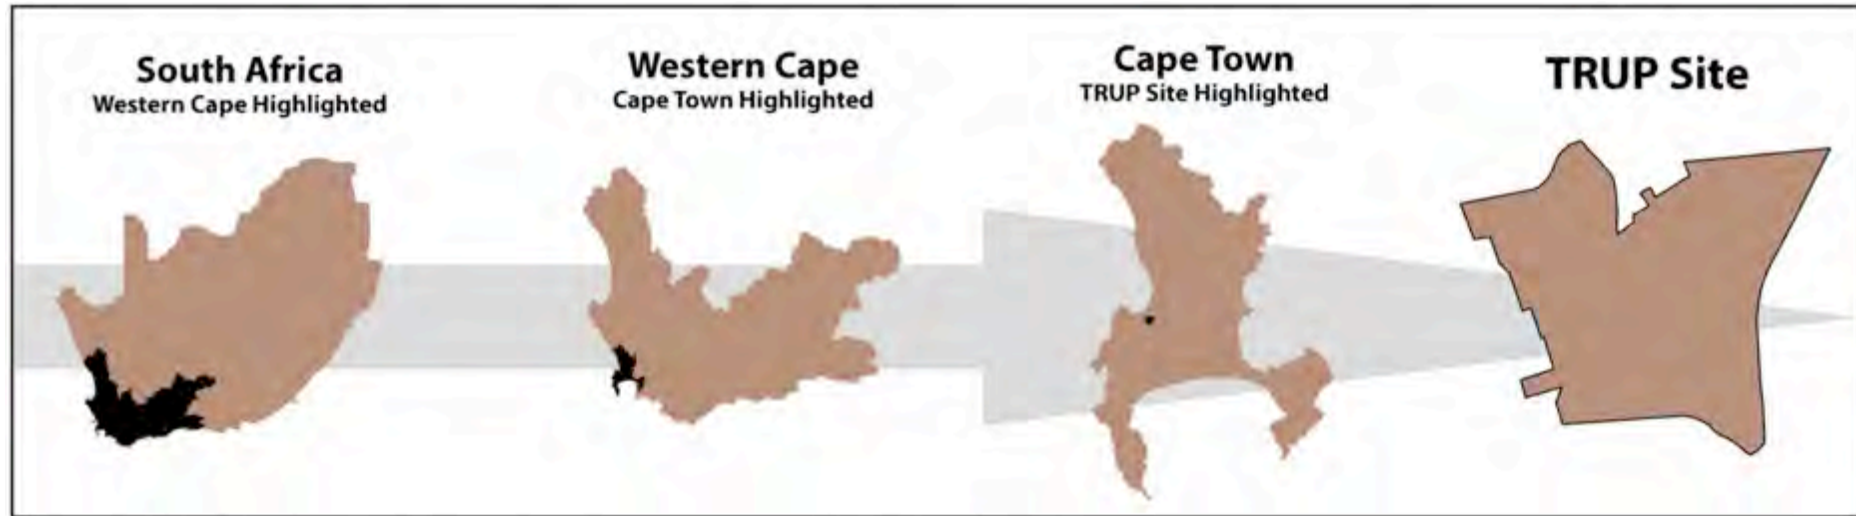 South Africa
Western Cape Highlighted
Western Cape
Cape Town Highlighted
Cape Town
TRUP Site Highlighted
TRUP Site